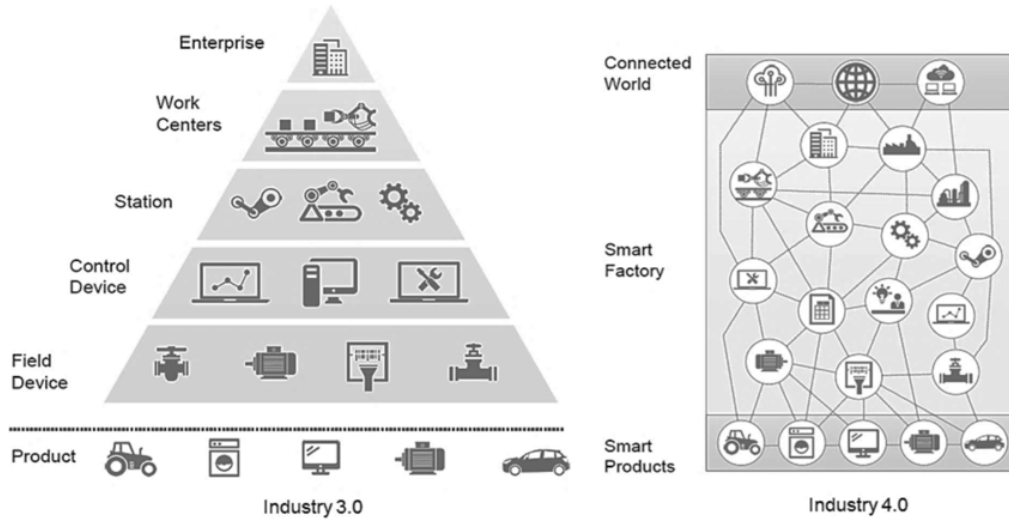 Enterprise
Work
Centers
Station
Control
Device
Field
Device
Product
Industry 3.0
Connected
World
Smart
Factory
Smart
Products
Industry 4.0